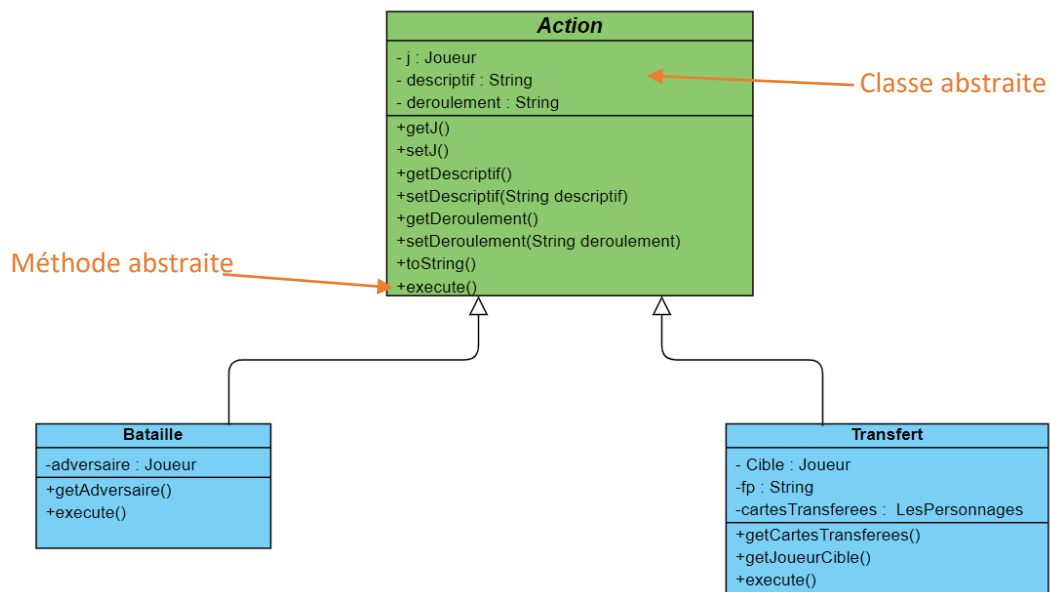 Action
- j : Joueur
- descriptif : String
- deroulement : String
Classe abstraite
+getJ()
+setJ()
+getDescriptif()
+setDescriptif(String descriptif)
+getDeroulement()
+setDeroulement(String deroulement)
+toString()
+execute()
Méthode abstraite
Bataille
-adversaire : Joueur
+getAdversaire()
+execute()
Transfert
- Cible : Joueur
-fp : String
-cartesTransferees : LesPersonnages
+getCartesTransferees()
+getJoueurCible()
+execute()